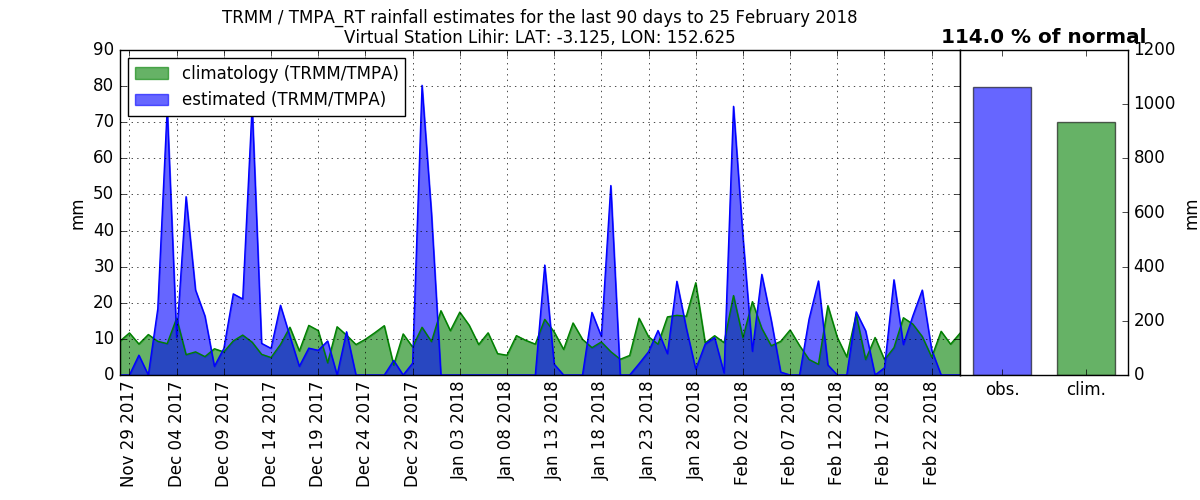 TRMM / TMPA_RT rainfall estimates for the last 90 days to 25 February 2018
Virtual Station Lihir: LAT: -3.125, LON: 152.625
114.0 % of normal
climatology (TRMM/TMPA)
estimated (TRMM/TMPA)
mm
90
80
70
60
50
40
30
20
10
0
Nov 29 2017
Dec 04 2017
Dec 09 2017
Dec 14 2017
Dec 19 2017
Dec 24 2017
Dec 29 2017
Jan 03 2018
Jan 08 2018
Jan 13 2018
Jan 18 2018
Jan 23 2018
Jan 28 2018
Feb 02 2018
Feb 07 2018
Feb 12 2018
Feb 17 2018
Feb 22 2018
obs.
clim.
1200
1000
800
600
400
200
0
mm